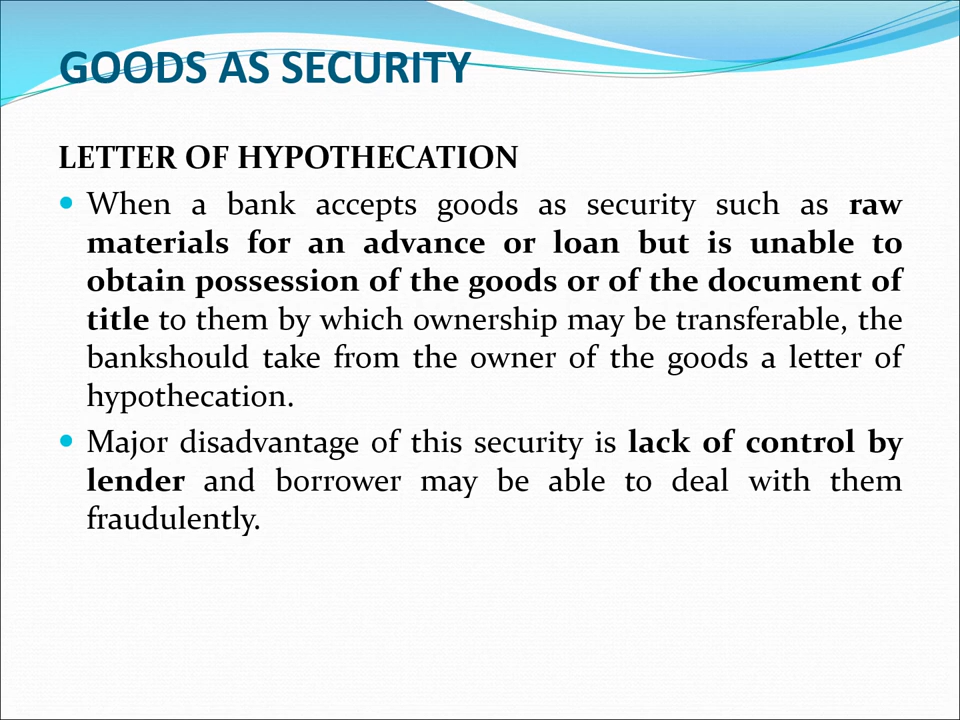 GOODS AS SECURITY
LETTER OF HYPOTHECATION
When a bank accepts goods as security such as raw
materials for an advance or loan but is unable to
obtain possession of the goods or of the document of
title to them by which ownership may be transferable, the
bankshould take from the owner of the goods a letter of
hypothecation.
Major disadvantage of this security is lack of control by
lender and borrower may be able to deal with them
fraudulently.